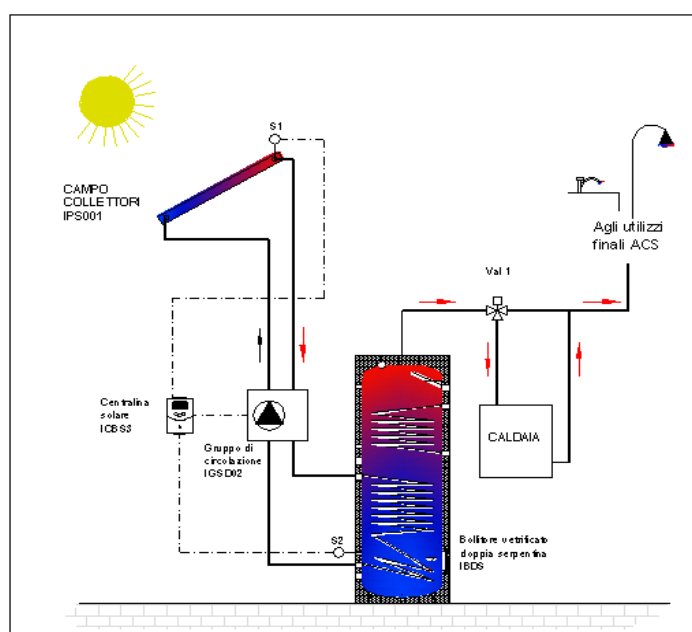 S1
CAMPO
COLLETTORI
IPS001
Agli utilizzi
finali ACS
Val 1
Centralina
solare
ICBS3
Gruppo di
circolazione
IGSD02
CALDAIA
S2
Bollitore vetrificato
doppia serpentina
IBDS